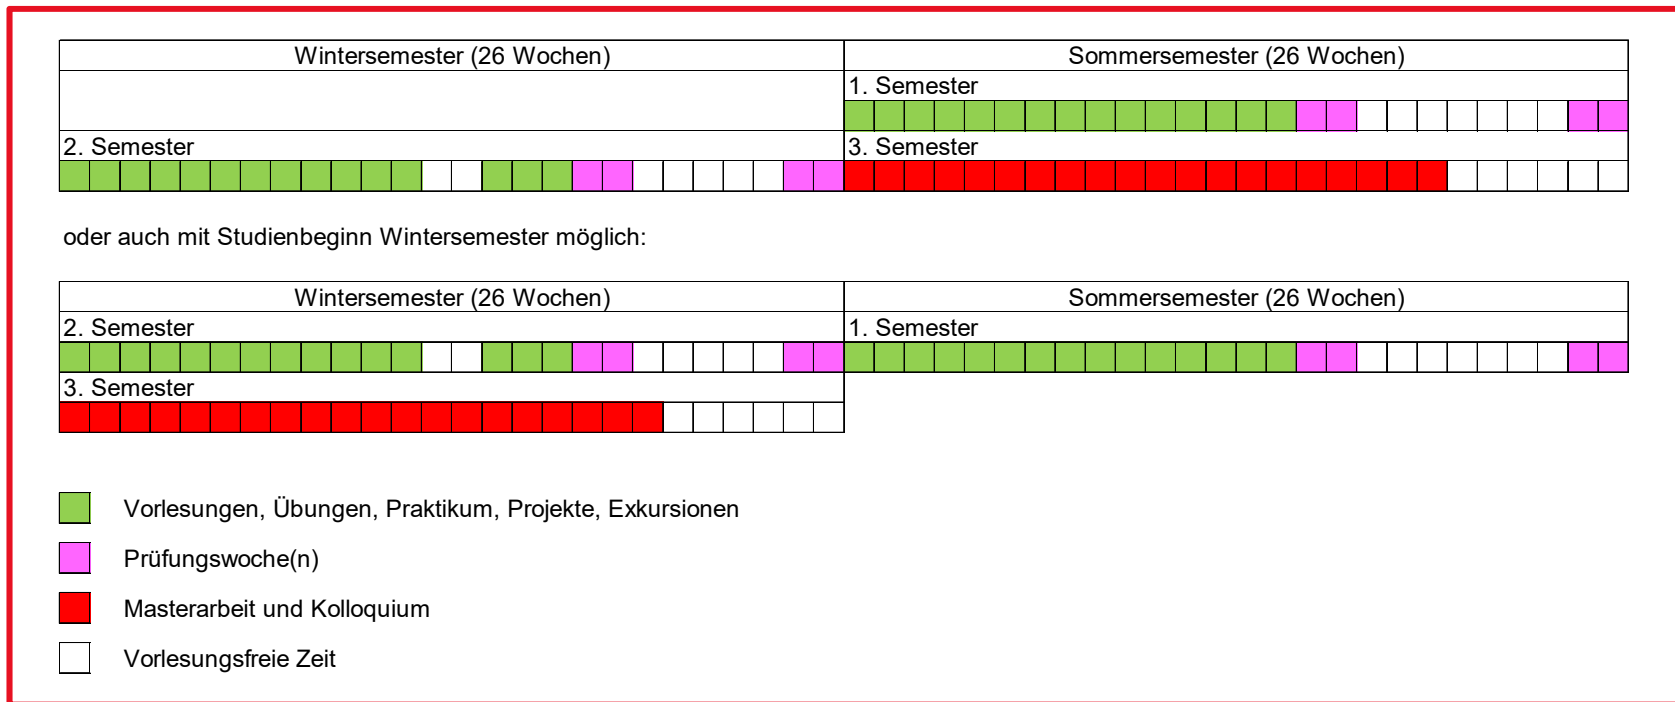 Wintersemester (26 Wochen)
Sommersemester (26 Wochen)
1. Semester
2. Semester
3. Semester
oder auch mit Studienbeginn Wintersemester möglich:
Wintersemester (26 Wochen)
Sommersemester (26 Wochen)
2. Semester
1. Semester
3. Semester
Vorlesungen, Übungen, Praktikum, Projekte, Exkursionen
Prüfungswoche(n)
Masterarbeit und Kolloquium
Vorlesungsfreie Zeit